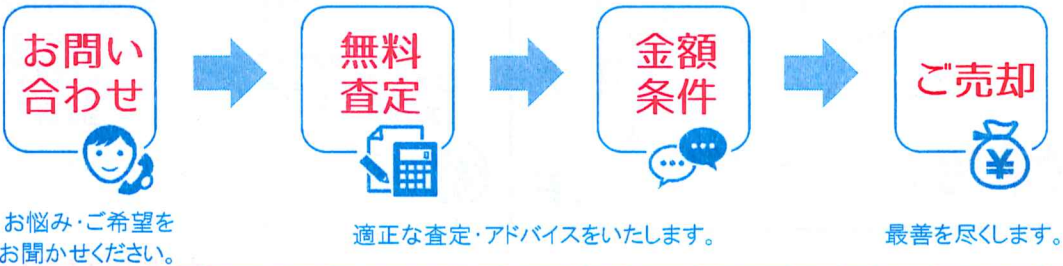 お問い
合わせ
無料
査定
金額
条件
ご売却
¥
お悩み・ご希望を
お聞かせください。
適正な査定・アドバイスをいたします。
最善を尽くします。